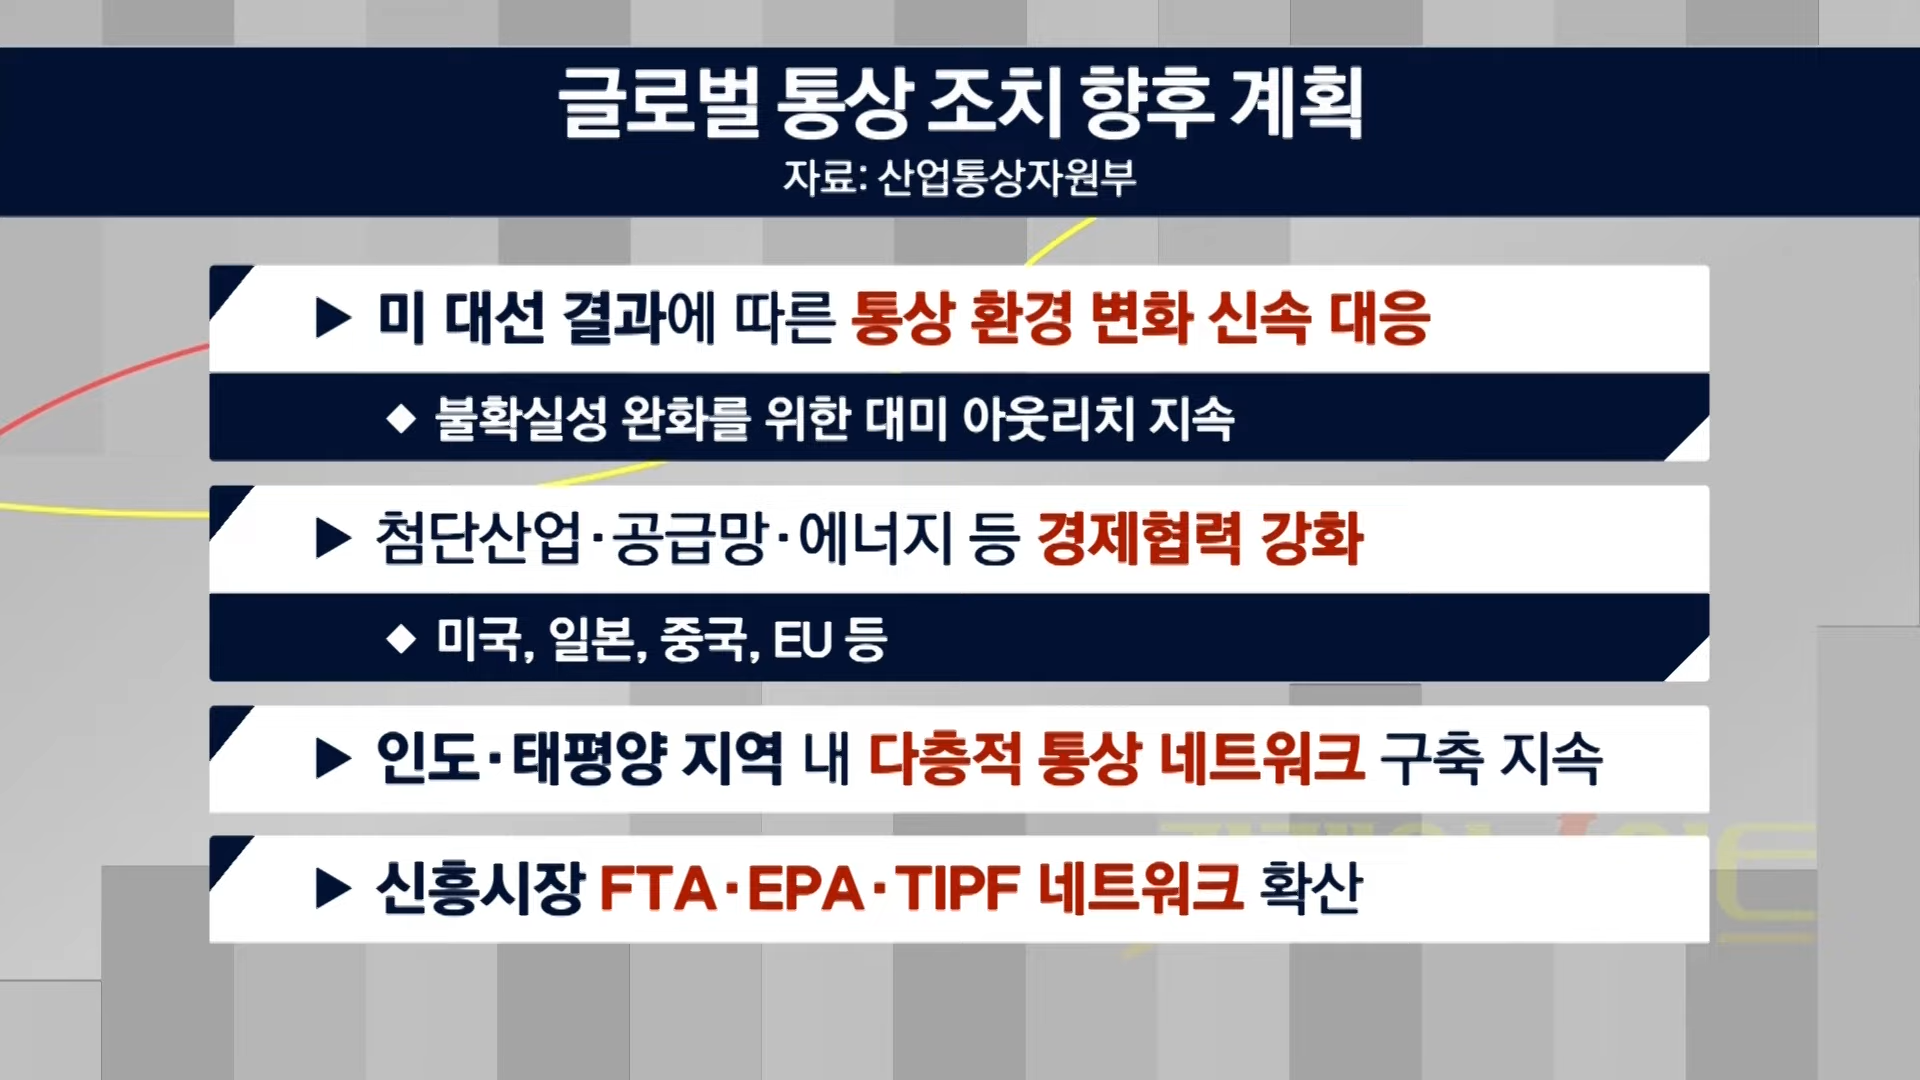 글로벌 통상 조치 향후 계획
자료: 산업통상자원부
▶ 미 대선 결과에 따른 통상 환경 변화 신속 대응
◆ 불확실성 완화를 위한 대미 아웃리치 지속
▶ 첨단산업·공급망·에너지 등 경제협력 강화
◆ 미국, 일본, 중국, EU 등
▶ 인도·태평양 지역 내 다층적 통상 네트워크 구축 지속
▶ 신흥시장 FTA·EPA·TIPF 네트워크 확산